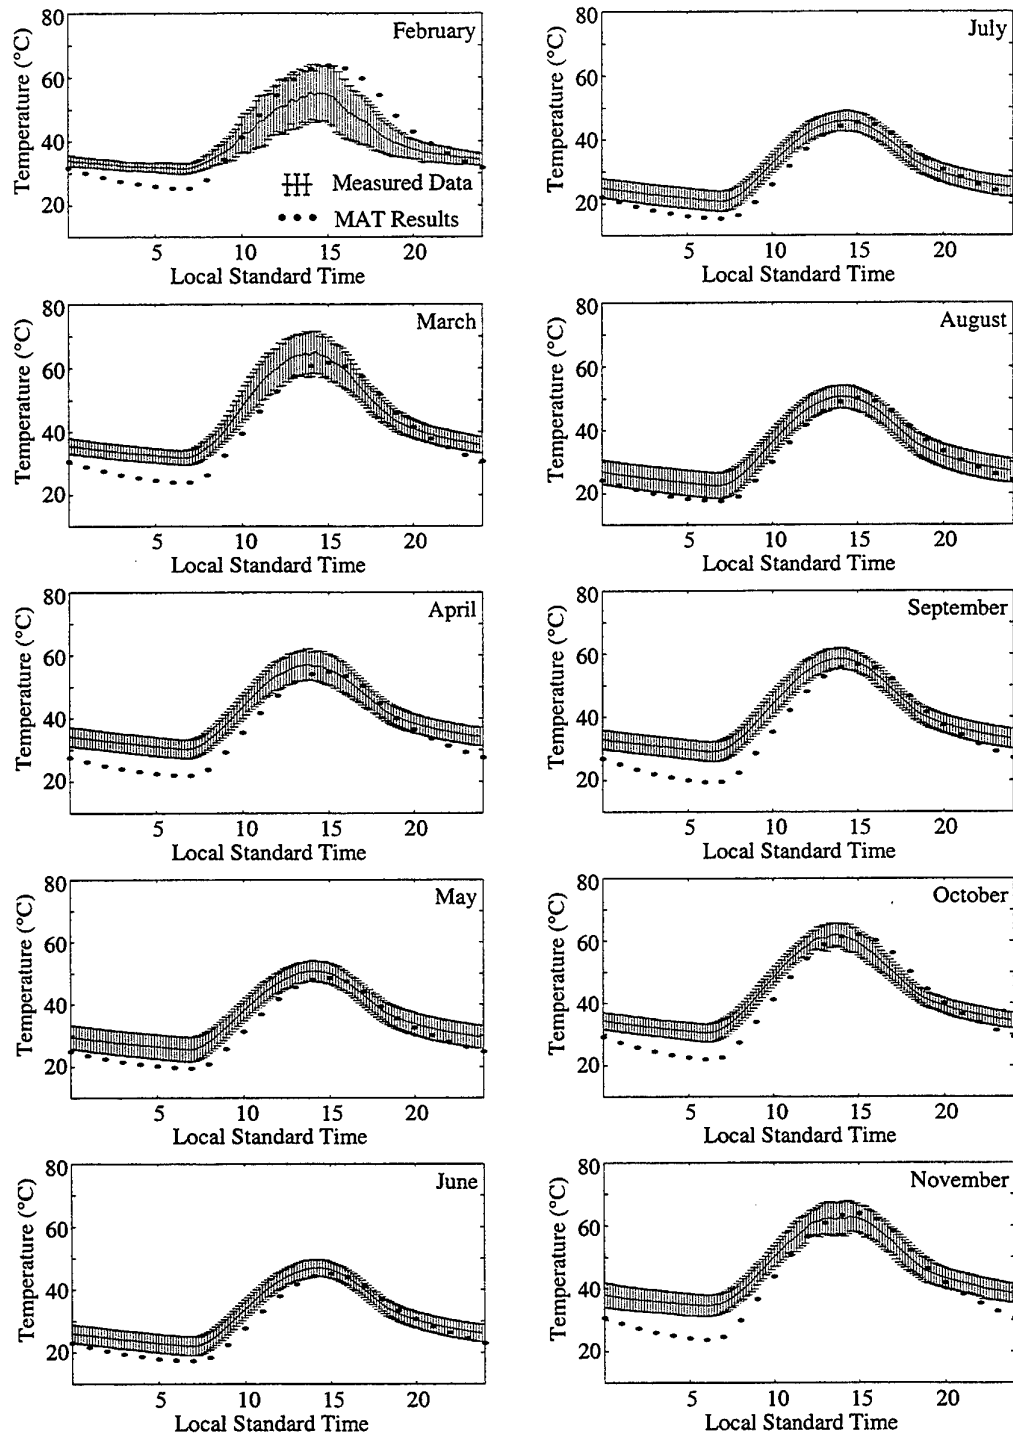 80
60
40
20
Temperature (°C)
February
Measured Data
MAT Results
5 10 15 20
Local Standard Time
80
60
40
20
Temperature (°C)
July
5 10 15 20
Local Standard Time
80
60
40
20
Temperature (°C)
March
5 10 15 20
Local Standard Time
80
60
40
20
Temperature (°C)
August
5 10 15 20
Local Standard Time
80
60
40
20
Temperature (°C)
April
5 10 15 20
Local Standard Time
80
60
40
20
Temperature (°C)
September
5 10 15 20
Local Standard Time
80
60
40
20
Temperature (°C)
May
5 10 15 20
Local Standard Time
80
60
40
20
Temperature (°C)
October
5 10 15 20
Local Standard Time
80
60
40
20
Temperature (°C)
June
5 10 15 20
Local Standard Time
80
60
40
20
Temperature (°C)
November
5 10 15 20
Local Standard Time